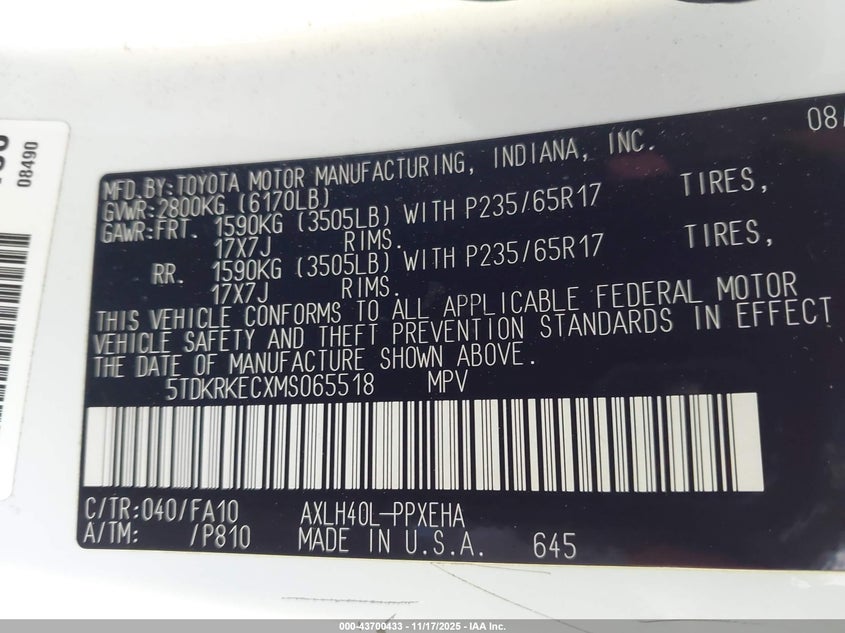 08490
08/
MFD.BY:TOYOTA MOTOR MANUFACTURING, INDIANA, INC.
GVWR:2800KG (6170LB)
GAWR:FRT. 1590KG (3505LB) WITH P235/65R17 TIRES,
17X7J RIMS.
RR. 1590KG (3505LB) WITH P235/65R17 TIRES,
17X7J RIMS.
THIS VEHICLE CONFORMS TO ALL APPLICABLE FEDERAL MOTOR
VEHICLE SAFETY AND THEFT PREVENTION STANDARDS IN EFFECT
THE DATE OF MANUFACTURE SHOWN ABOVE.
5TDKRKECXMS065518 MPV
C/TR:040/FA10 AXLH40L-PPXEHA
A/TM: /P810 MADE IN U.S.A. 645
000-43700433 - 11/17/2025 - IAA Inc.